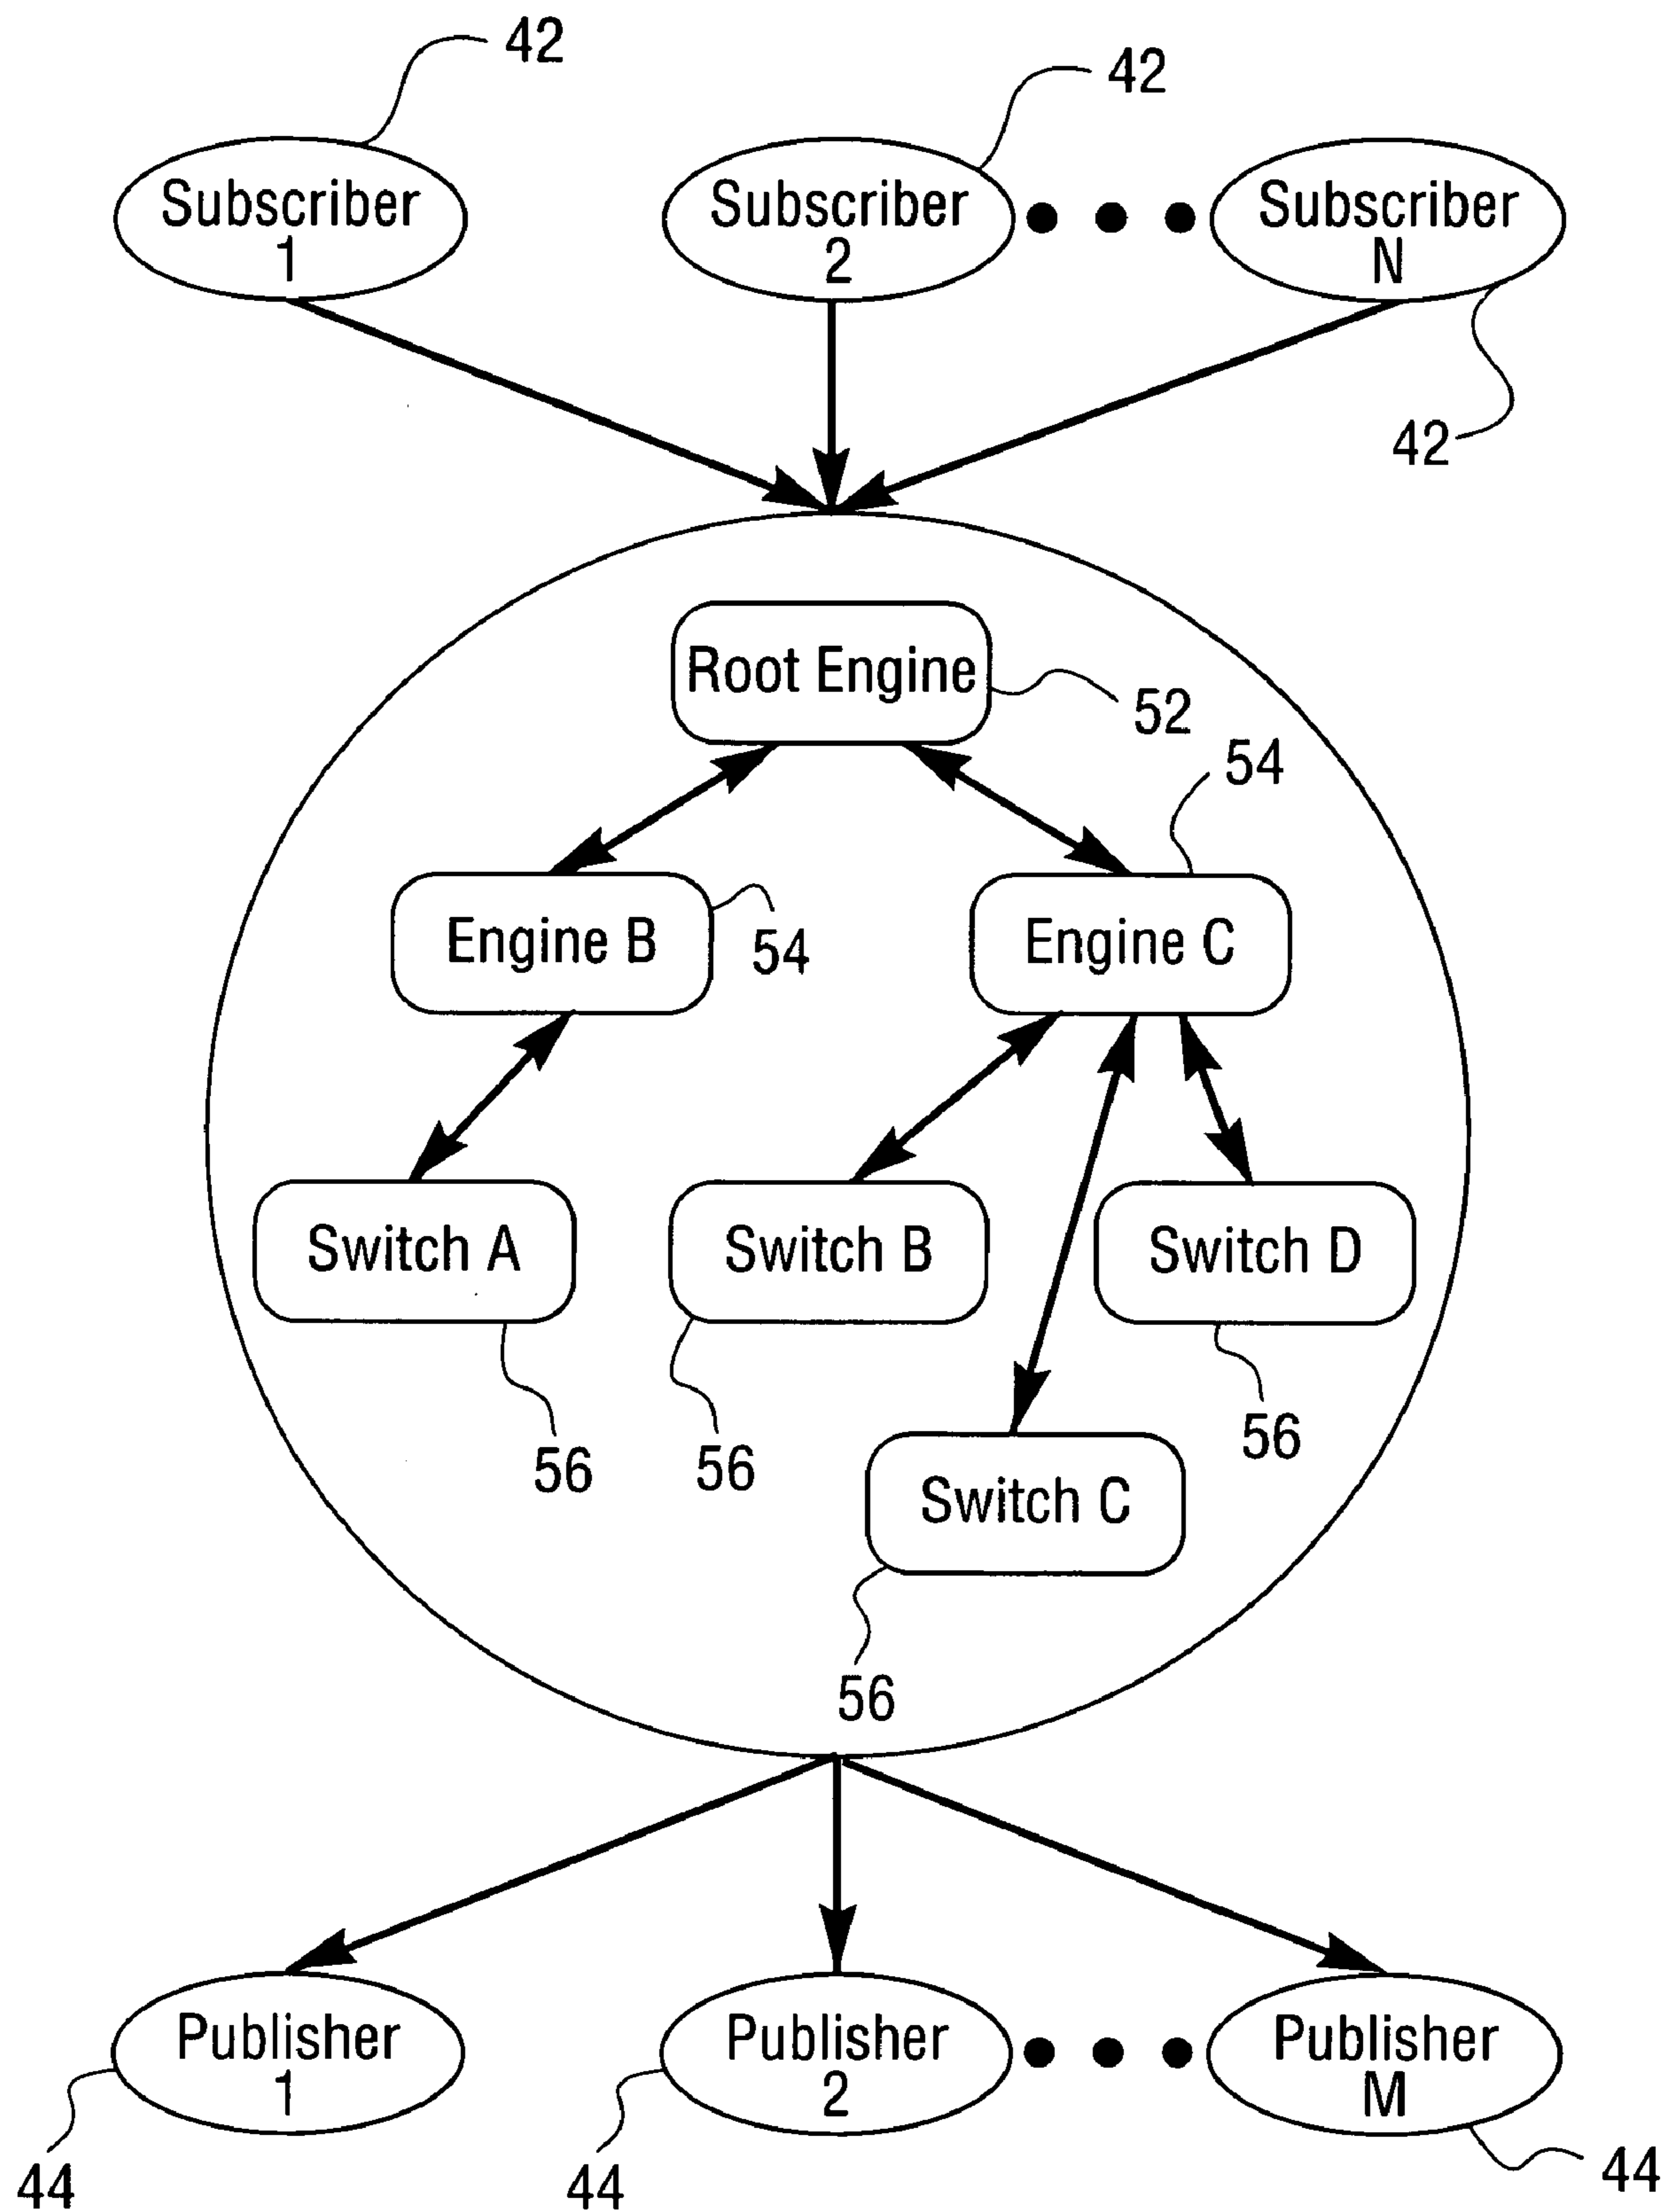 42
42
Subscriber
1
Subscriber
2
Subscriber
N
42
Root Engine
52
54
Engine B
54
Engine C
Switch A
Switch B
Switch D
56
56
56
Switch C
56
Publisher
1
Publisher
2
Publisher
M
44
44
44